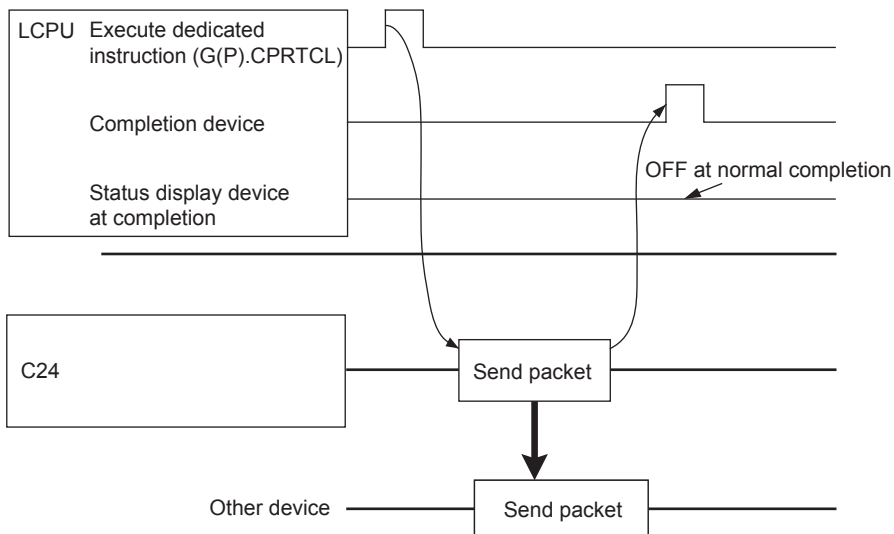 LCPU
Execute dedicated
instruction (G(P).CPRTCL)
Completion device
OFF at normal completion
Status display device
at completion
C24
Send packet
Other device
Send packet